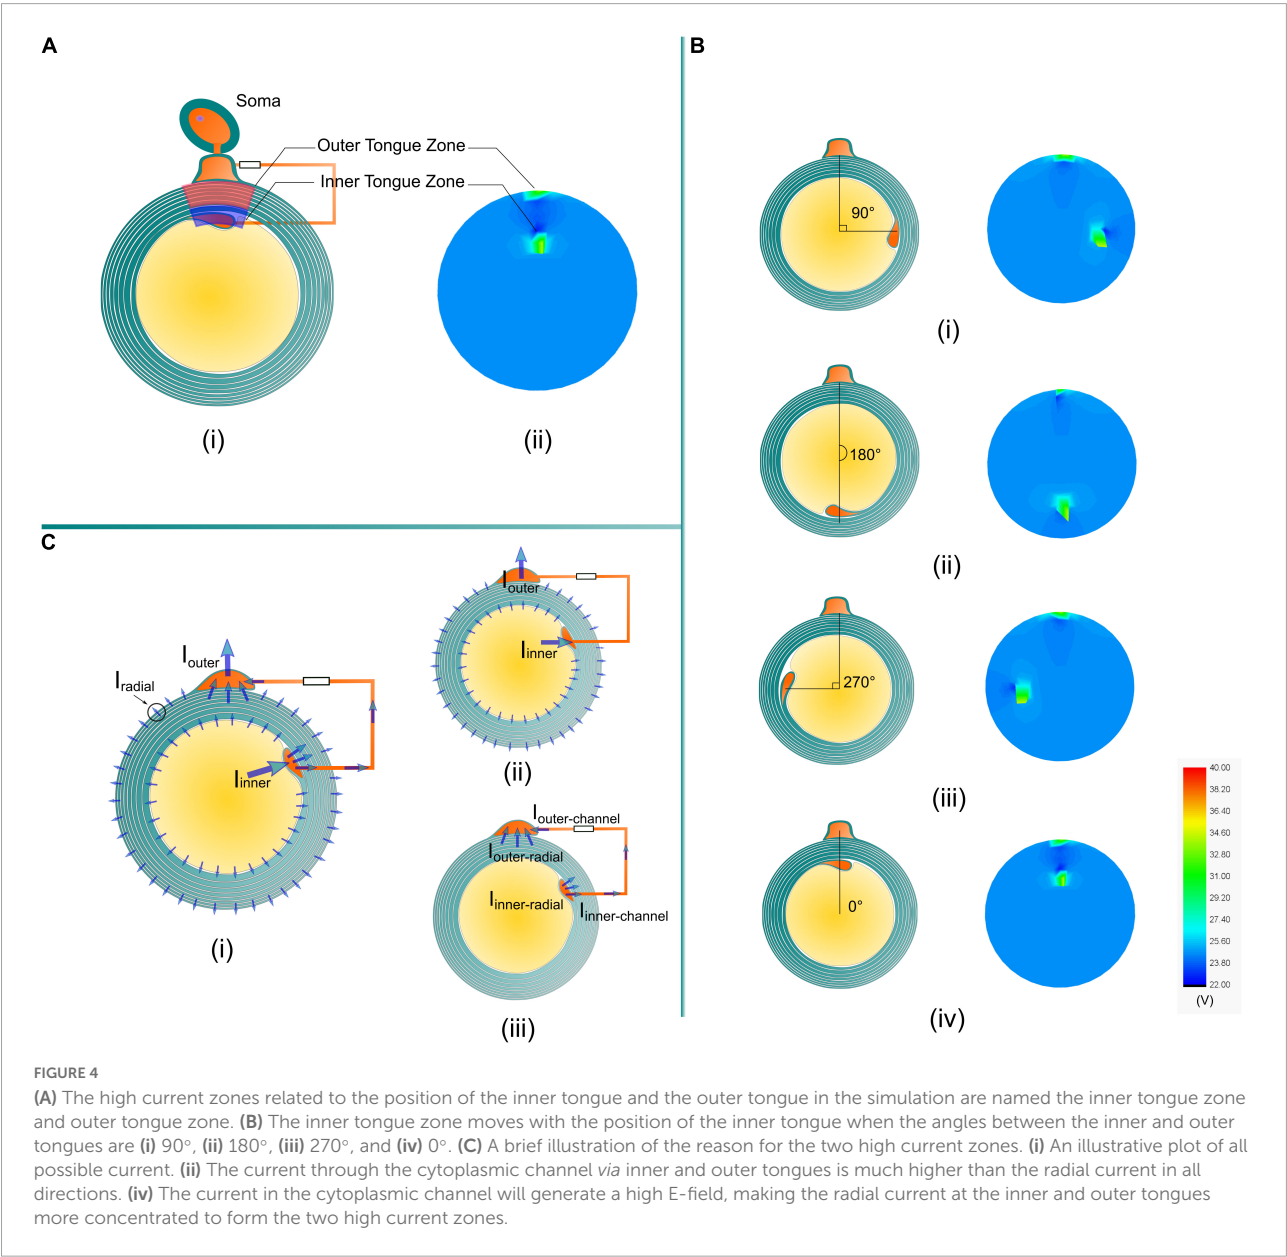 A
Soma
Outer Tongue Zone
Inner Tongue Zone
(i)
(ii)
B
90°
(i)
180°
(ii)
270°
(iii)
0°
(iv)
40.00
38.20
36.40
34.60
32.80
31.00
29.20
27.40
25.60
23.80
22.00
(V)
C
Iouter
Iradial
Iinner
(i)
Iouter
Iinner
(ii)
Iouter-channel
Iouter-radial
Iinner-radial
Iinner-channel
(iii)
FIGURE 4
(A) The high current zones related to the position of the inner tongue and the outer tongue in the simulation are named the inner tongue zone
and outer tongue zone. (B) The inner tongue zone moves with the position of the inner tongue when the angles between the inner and outer
tongues are (i) 90°, (ii) 180°, (iii) 270°, and (iv) 0°. (C) A brief illustration of the reason for the two high current zones. (i) An illustrative plot of all
possible current. (ii) The current through the cytoplasmic channel via inner and outer tongues is much higher than the radial current in all
directions. (iv) The current in the cytoplasmic channel will generate a high E-field, making the radial current at the inner and outer tongues
more concentrated to form the two high current zones.